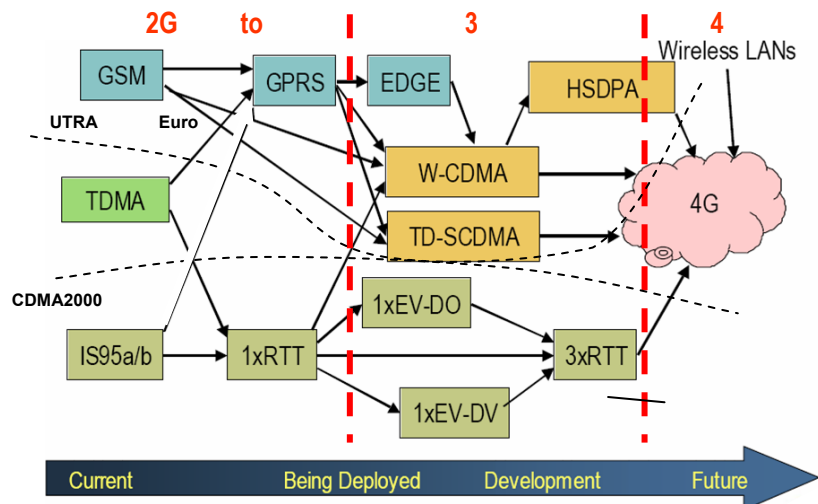 2G to 3 4
Wireless LANs
GSM GPRS EDGE HSDPA
UTRA Euro
W-CDMA
TDMA 4G
TD-SCDMA
CDMA2000
1xEV-DO
IS95a/b 1xRTT 3xRTT
1xEV-DV
Current Being Deployed Development Future